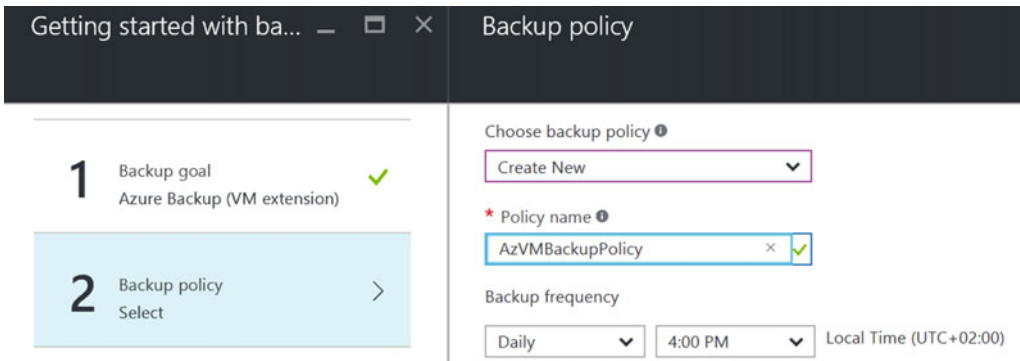 Getting started with ba...
Backup policy
1
Backup goal
Azure Backup (VM extension)
2
Backup policy
Select
Choose backup policy
Create New
* Policy name
AzVMBackupPolicy
Backup frequency
Daily
4:00 PM
Local Time (UTC+02:00)